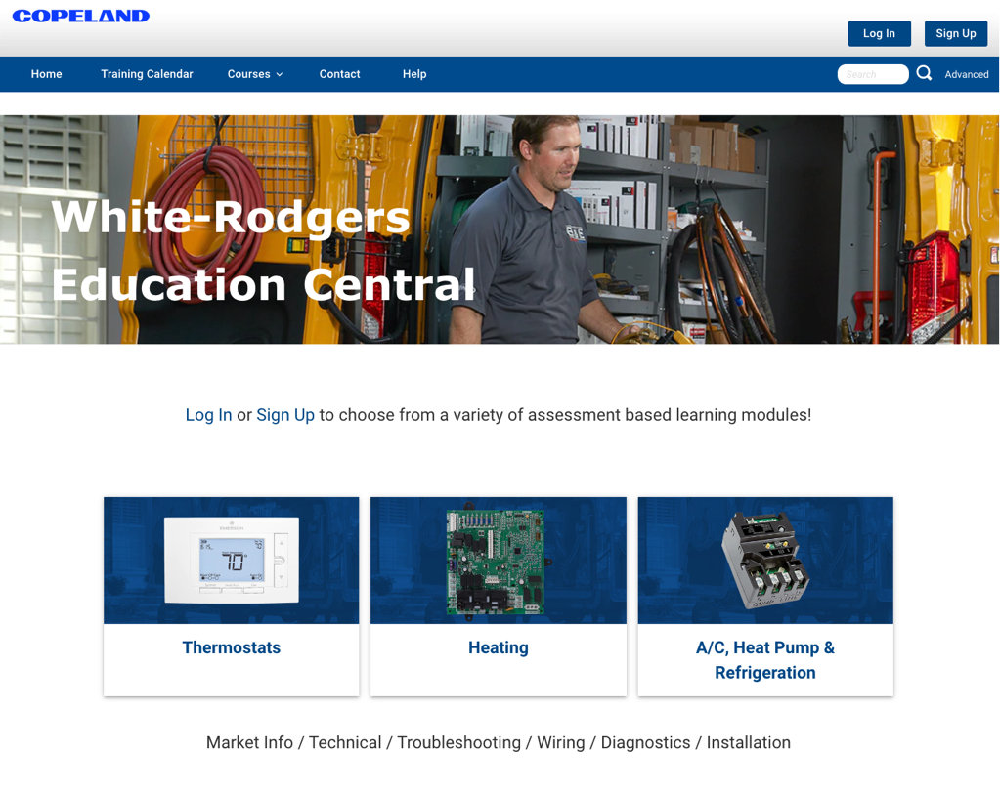 COPELAND
Log In
Sign Up
Home
Training Calendar
Courses
Contact
Help
Search
Advanced
White-Rodgers
Education Central
Log In or Sign Up to choose from a variety of assessment based learning modules!
EMERSON
70°
Thermostats
Heating
A/C, Heat Pump &
Refrigeration
Market Info / Technical / Troubleshooting / Wiring / Diagnostics / Installation